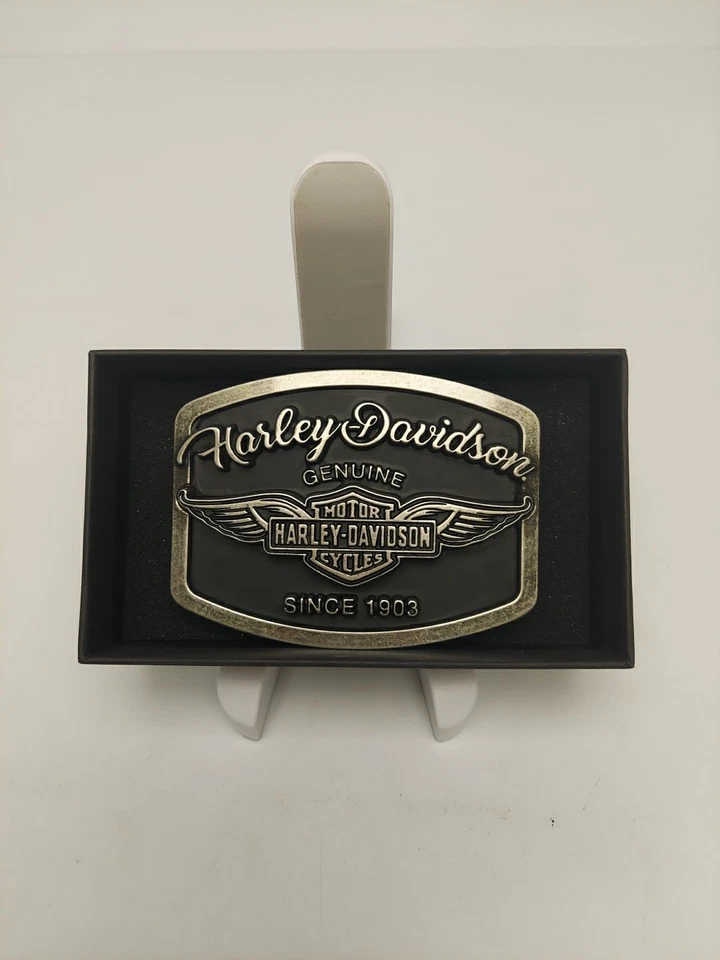 Harley-Davidson
GENUINE
MOTOR
HARLEY-DAVIDSON
CYCLES
SINCE 1903